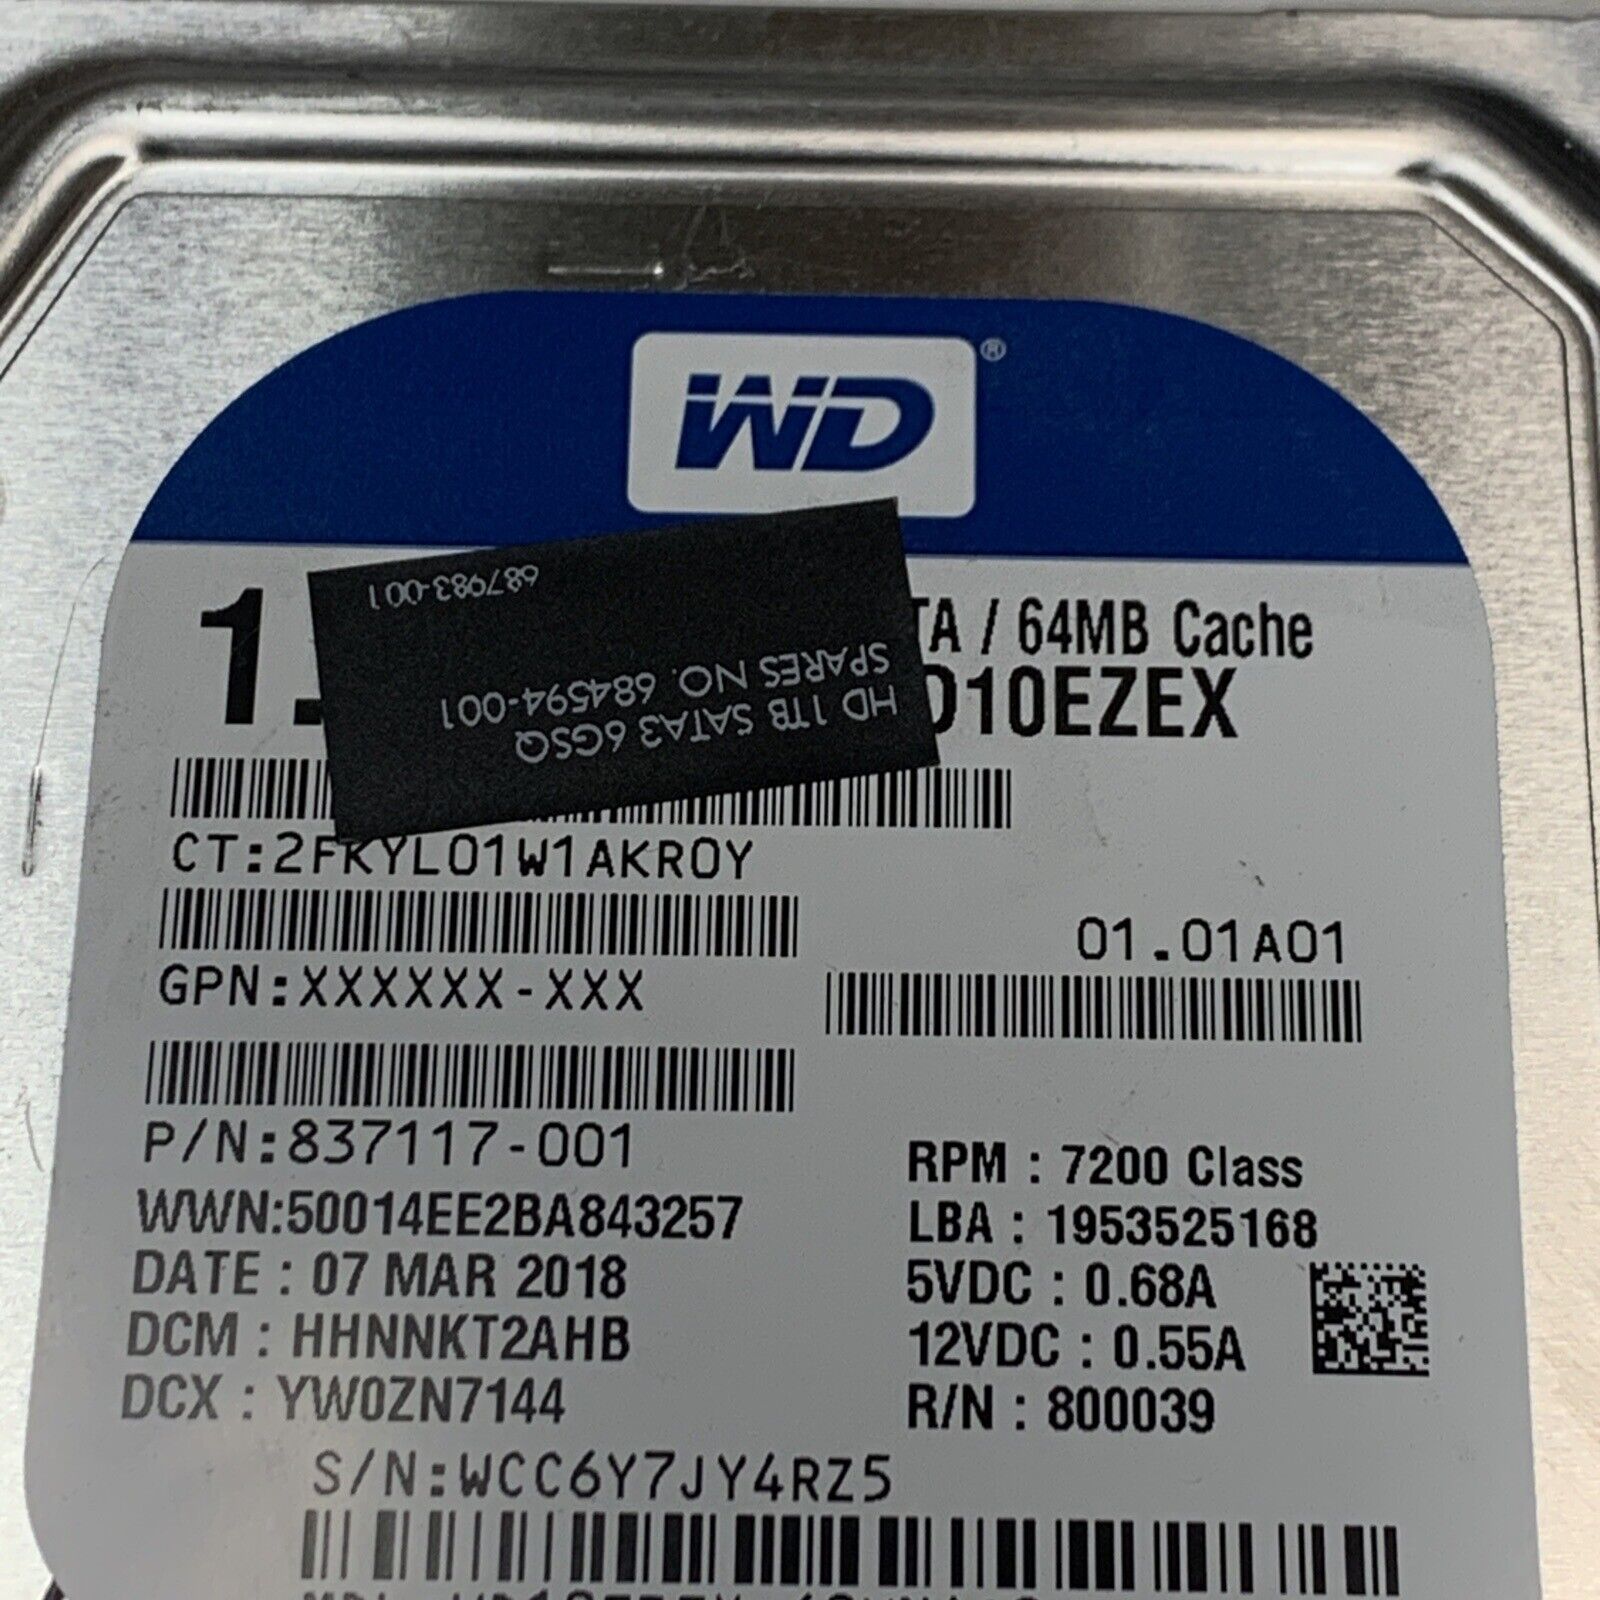 WD®
1.
TA / 64MB Cache
D10EZEX
HD 1TB SATA3 6GSQ
SPARES NO. 684594-001
687983-001
CT:2FKYL01W1AKR0Y
01.01A01
GPN:XXXXXX-XXX
P/N:837117-001
WWN:50014EE2BA843257
DATE : 07 MAR 2018
DCM : HHNNKT2AHB
DCX : YW0ZN7144
RPM : 7200 Class
LBA : 1953525168
5VDC : 0.68A
12VDC : 0.55A
R/N : 800039
S/N:WCC6Y7JY4RZ5